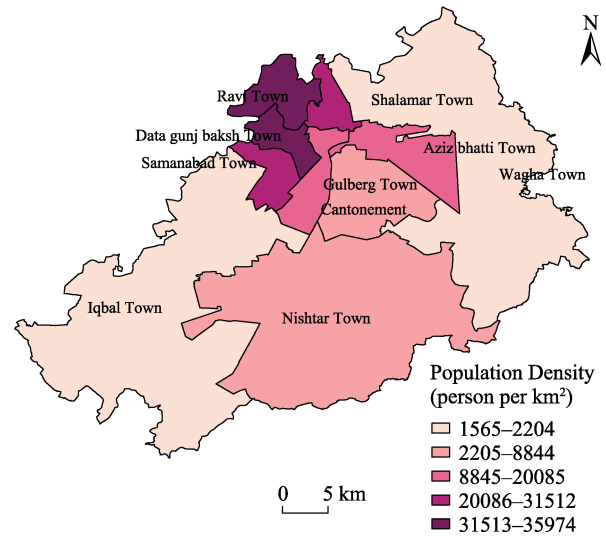 N
Ravi Town
Shalamar Town
Data gunj baksh Town
Aziz bhatti Town
Samanabad Town
Wagha Town
Gulberg Town
Cantonement
Iqbal Town
Nishtar Town
Population Density
(person per km²)
1565–2204
2205–8844
8845–20085
20086–31512
31513–35974
0 5 km